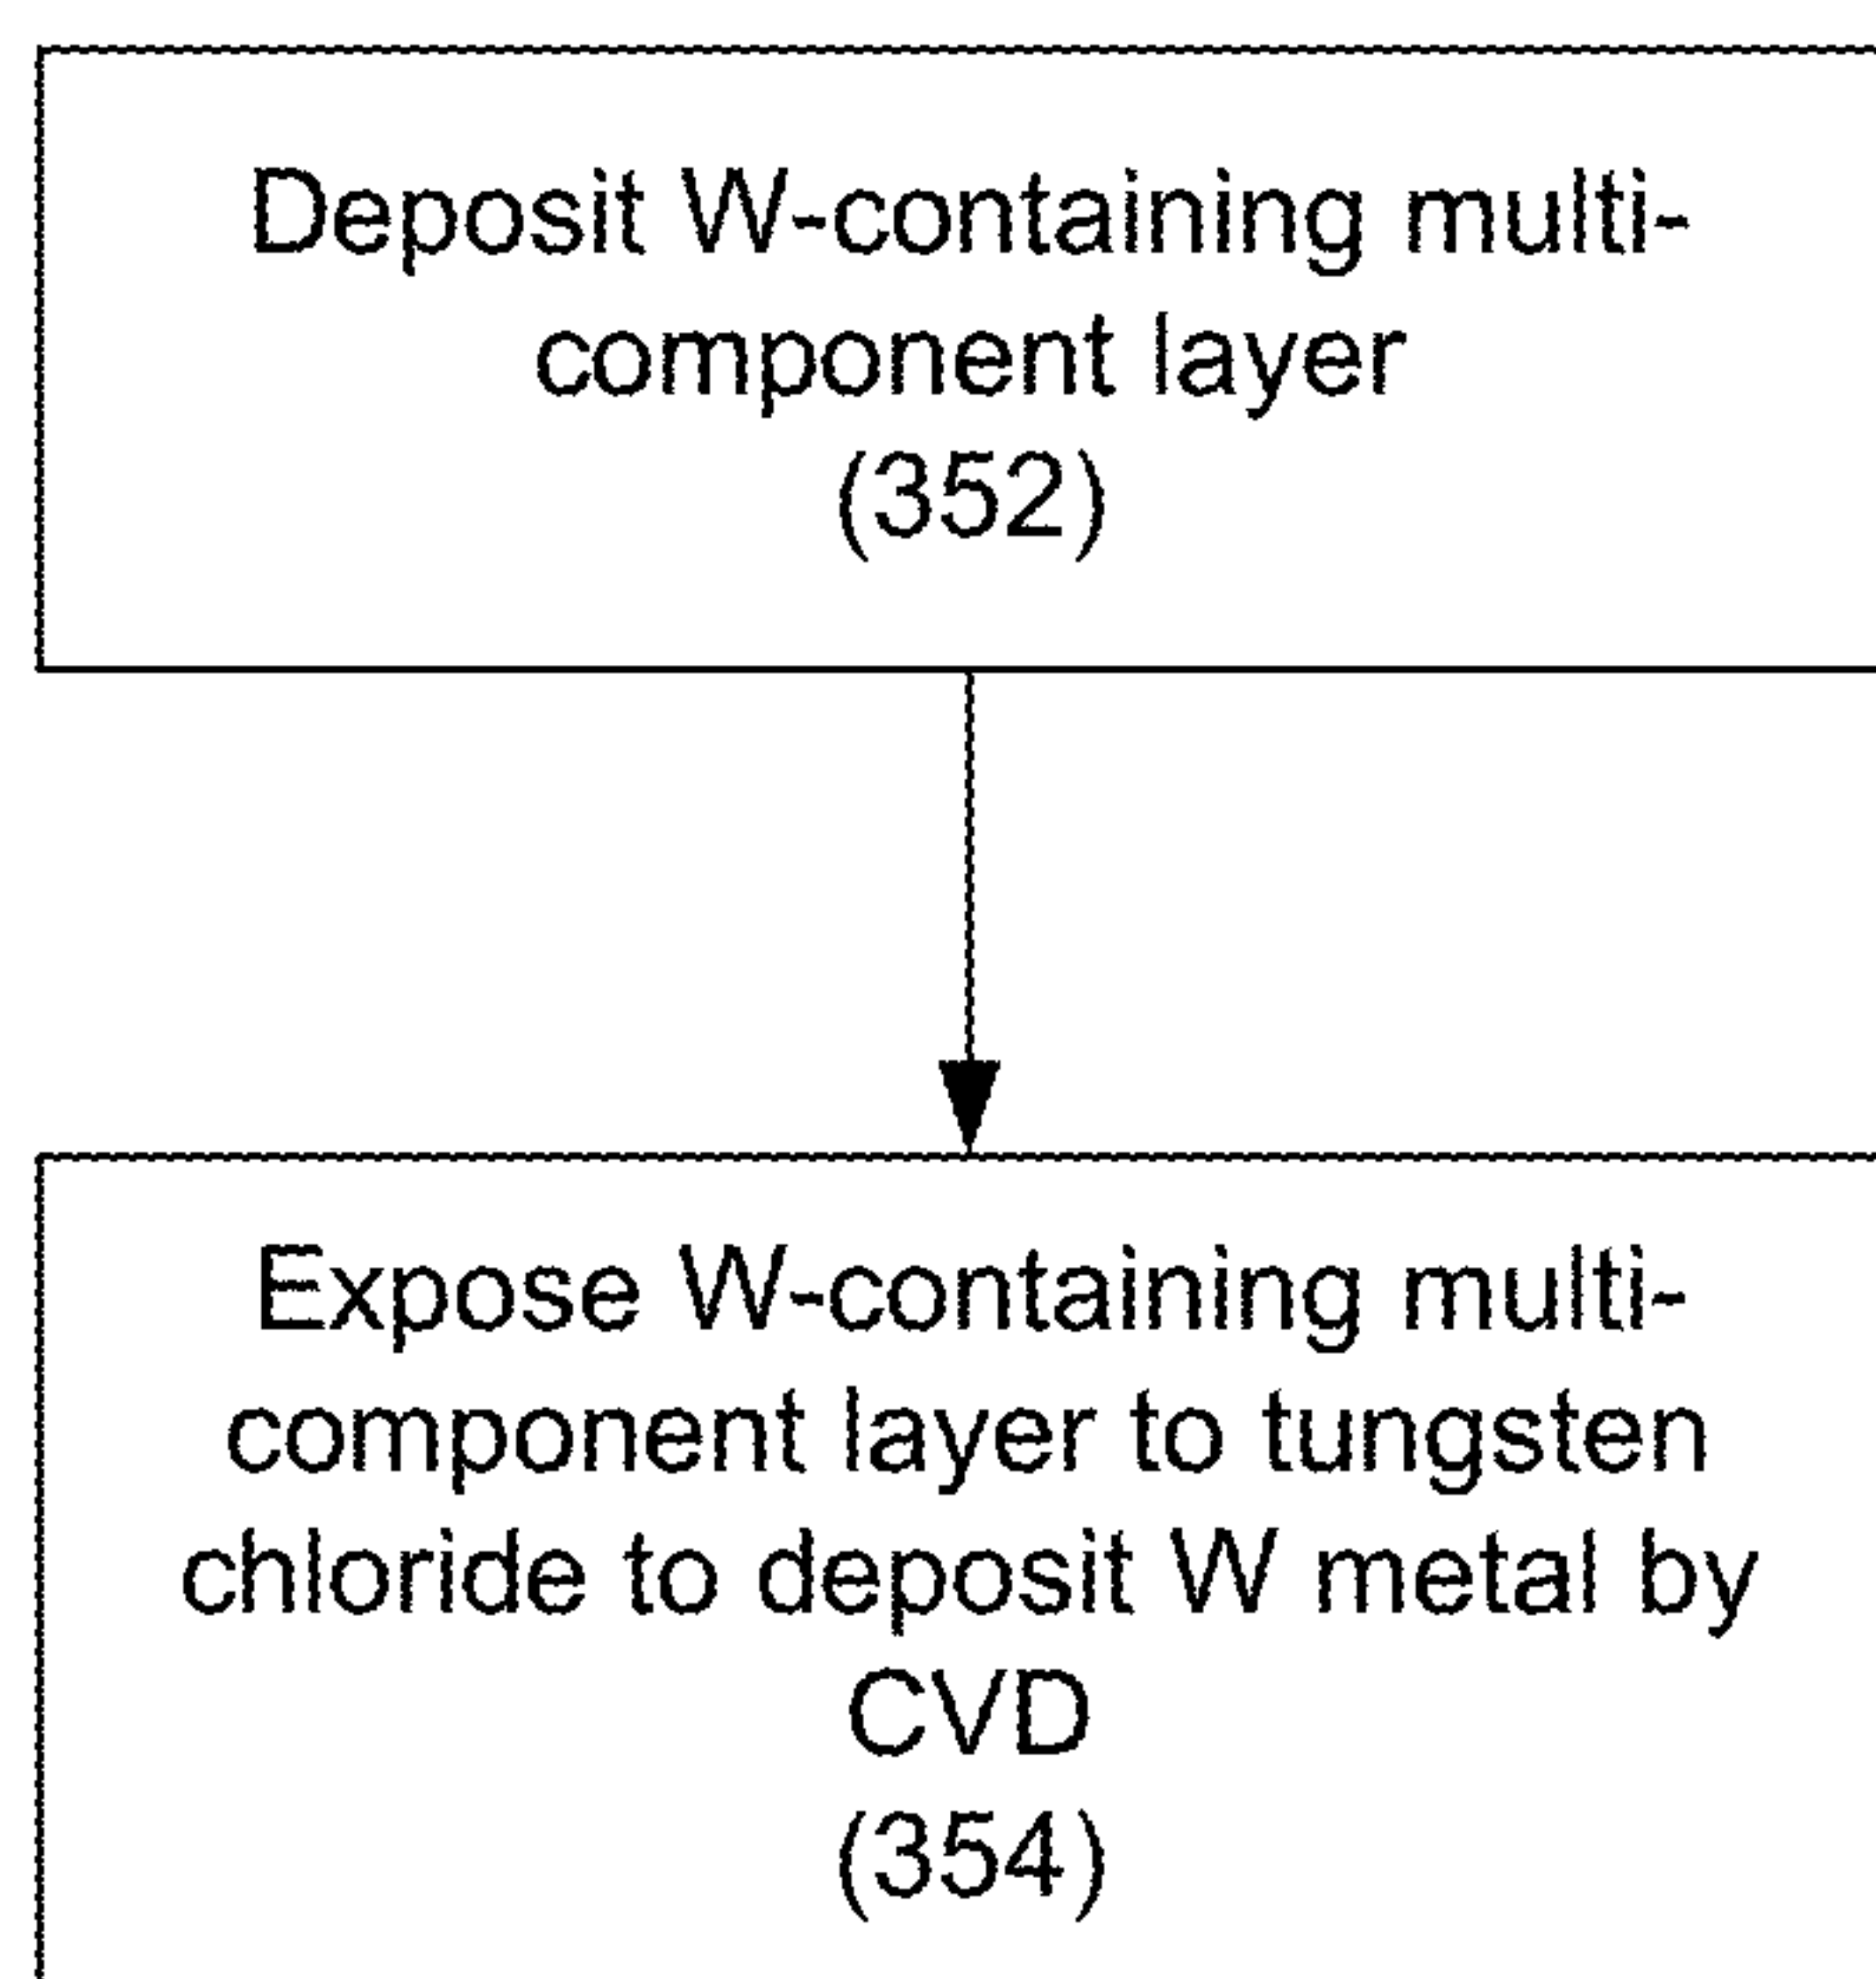 Deposit W-containing multi-
component layer
(352)
Expose W-containing multi-
component layer to tungsten
chloride to deposit W metal by
CVD
(354)